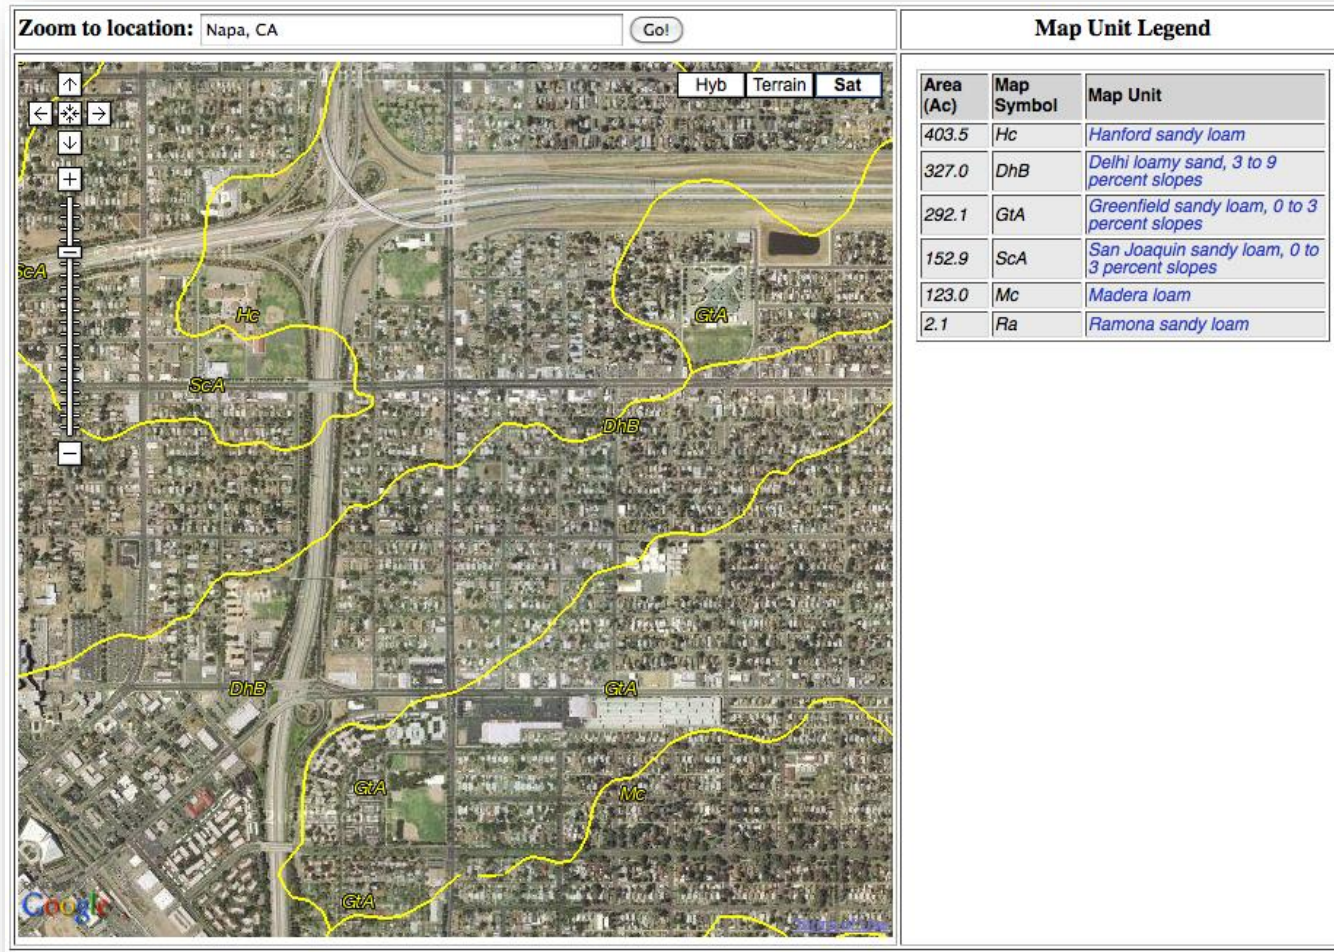 Zoom to location: Napa, CA Go!
Map Unit Legend
Hyb Terrain Sat
Area (Ac) Map Symbol Map Unit
403.5 Hc Hanford sandy loam
327.0 DhB Delhi loamy sand, 3 to 9
percent slopes
292.1 GtA Greenfield sandy loam, 0 to 3
percent slopes
152.9 ScA San Joaquin sandy loam, 0 to
3 percent slopes
123.0 Mc Madera loam
2.1 Ra Ramona sandy loam
ScA
Hc
GtA
ScA
DhB
DhB
GtA
GtA
Mc
GtA
Google